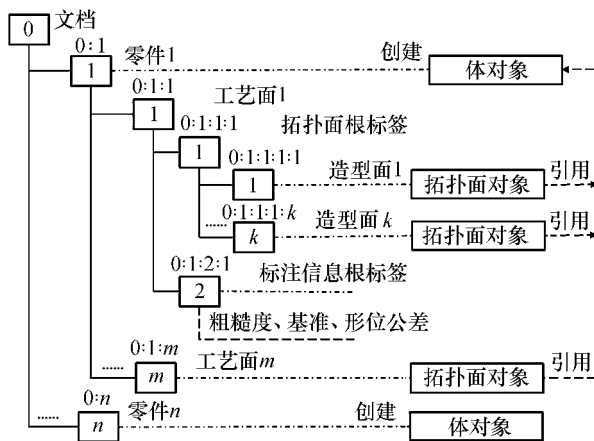 0 文档
0:1
1 零件1 创建 体对象
0:1:1
1 工艺面1
0:1:1:1
1 拓扑面根标签
0:1:1:1:1
1 造型面1 拓扑面对象 引用
0:1:1:1:k
...... k 造型面k 拓扑面对象 引用
0:1:2:1
2 标注信息根标签
粗糙度、基准、形位公差
0:1:m
...... m 工艺面m 拓扑面对象 引用
0:n
...... n 零件n 创建 体对象